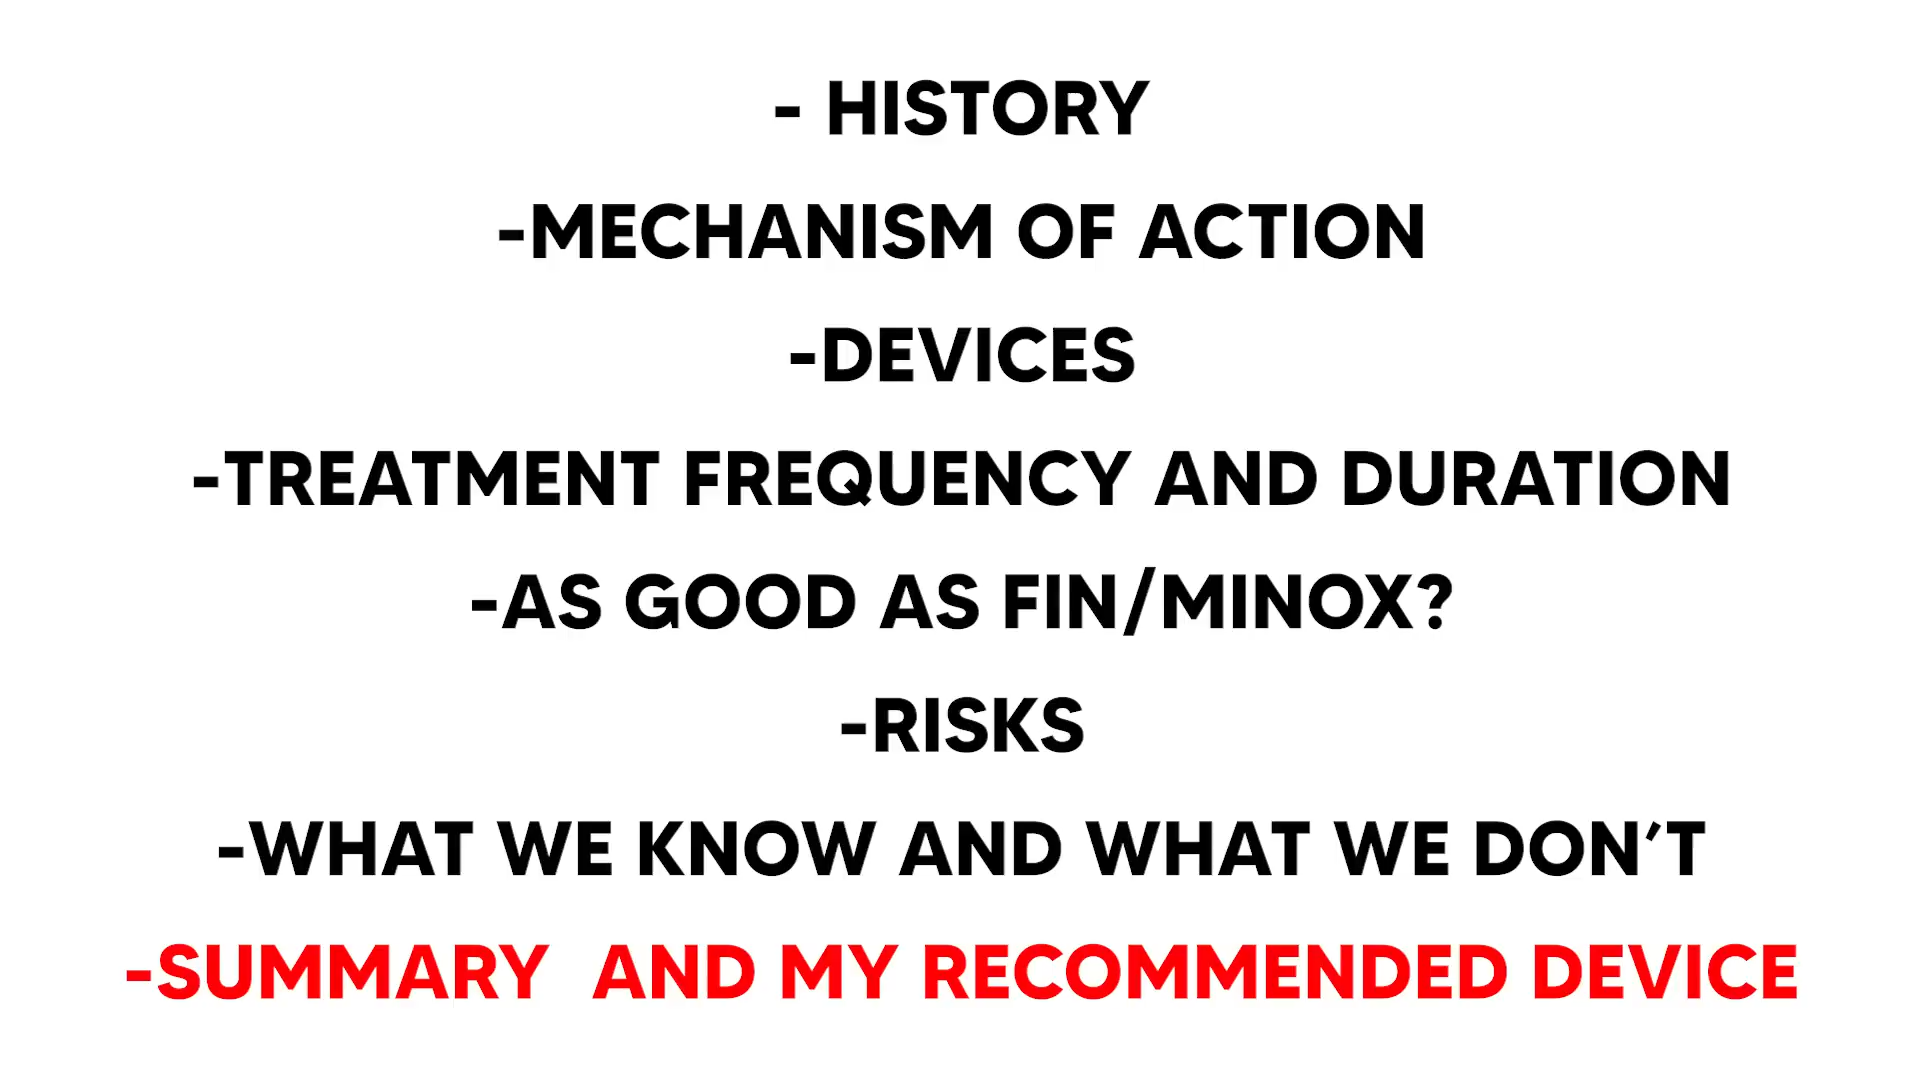 - HISTORY
-MECHANISM OF ACTION
-DEVICES
-TREATMENT FREQUENCY AND DURATION
-AS GOOD AS FIN/MINOX?
-RISKS
-WHAT WE KNOW AND WHAT WE DON’T
-SUMMARY  AND MY RECOMMENDED DEVICE